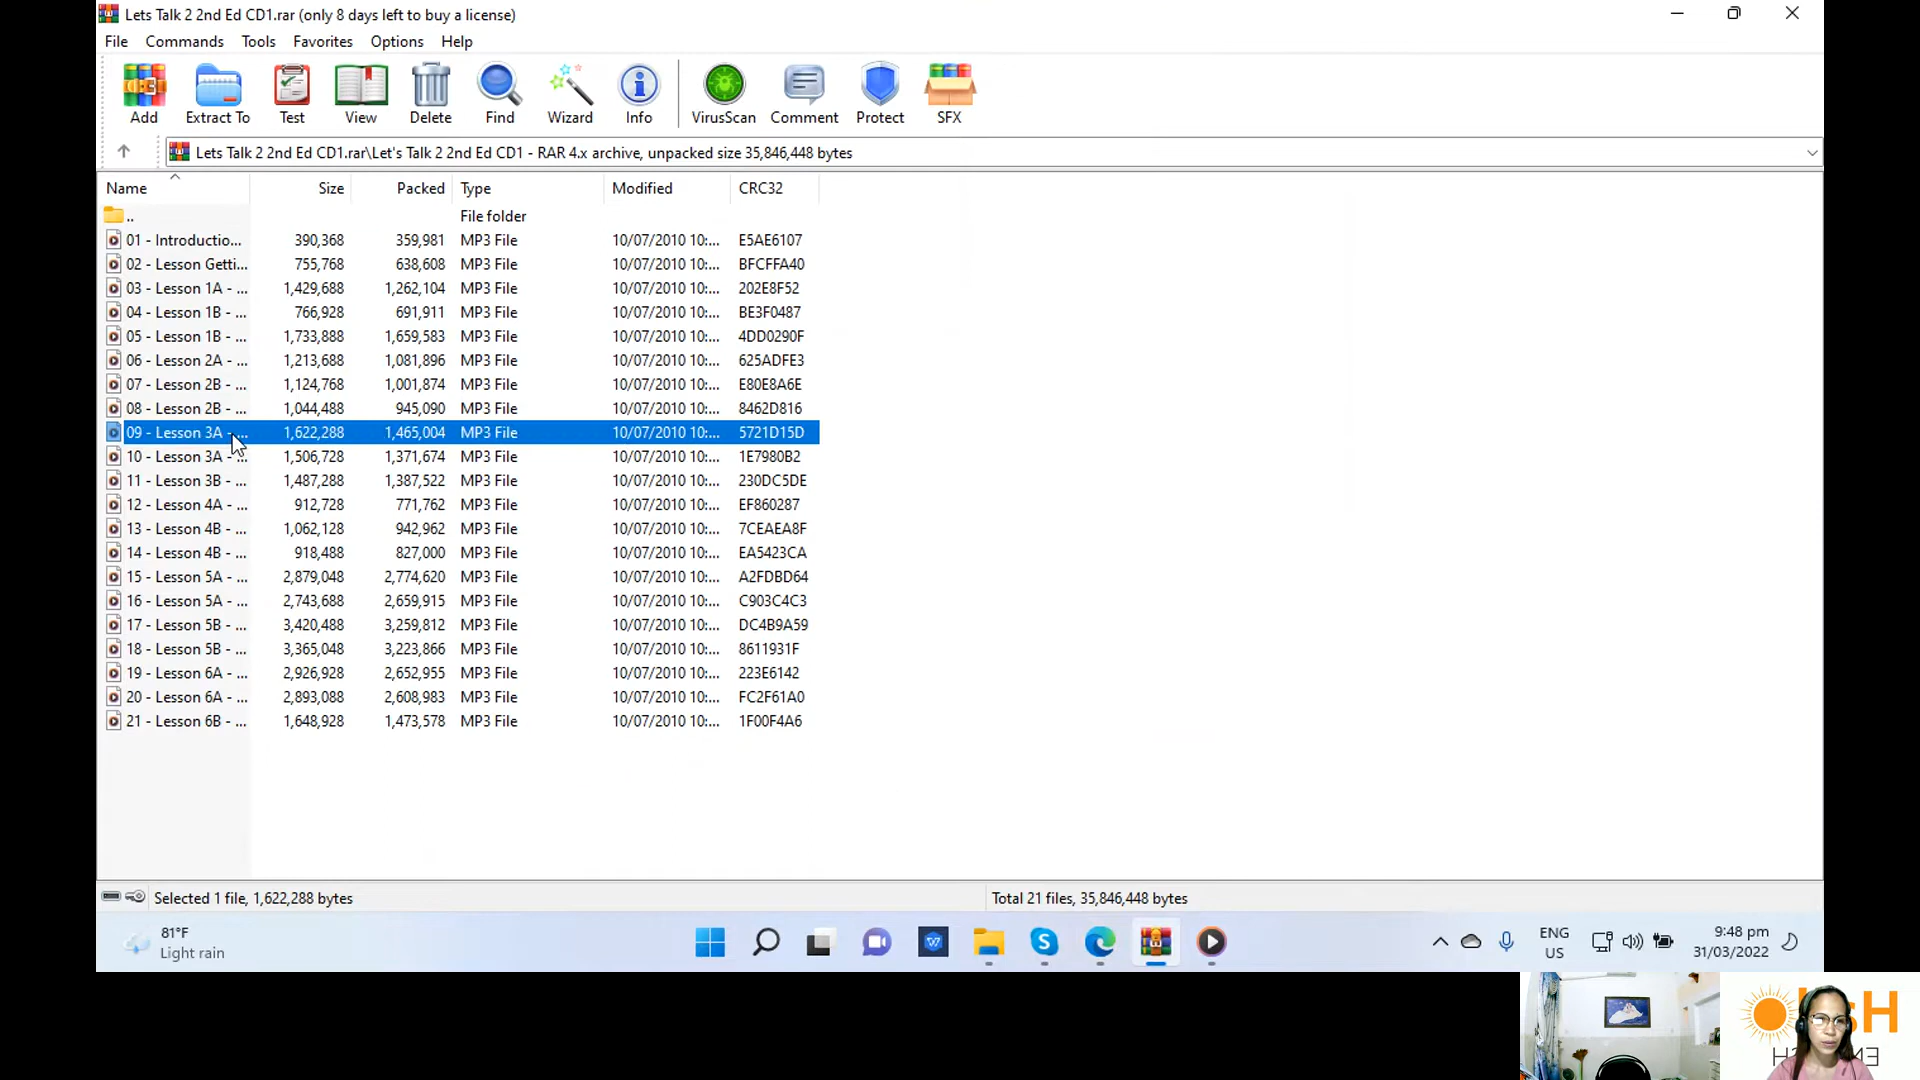 Lets Talk 2 2nd Ed CD1.rar (only 8 days left to buy a license)
File Commands Tools Favorites Options Help
Add Extract To Test View Delete Find Wizard Info VirusScan Comment Protect SFX
Lets Talk 2 2nd Ed CD1.rar\Let's Talk 2 2nd Ed CD1 - RAR 4.x archive, unpacked size 35,846,448 bytes
Name Size Packed Type Modified CRC32
.. File folder
01 - Introductio... 390,368 359,981 MP3 File 10/07/2010 10:... E5AE6107
02 - Lesson Getti... 755,768 638,608 MP3 File 10/07/2010 10:... BFCFFA40
03 - Lesson 1A - ... 1,429,688 1,262,104 MP3 File 10/07/2010 10:... 202E8F52
04 - Lesson 1B - ... 766,928 691,911 MP3 File 10/07/2010 10:... BE3F0487
05 - Lesson 1B - ... 1,733,888 1,659,583 MP3 File 10/07/2010 10:... 4DD0290F
06 - Lesson 2A - ... 1,213,688 1,081,896 MP3 File 10/07/2010 10:... 625ADFE3
07 - Lesson 2B - ... 1,124,768 1,001,874 MP3 File 10/07/2010 10:... E80E8A6E
08 - Lesson 2B - ... 1,044,488 945,090 MP3 File 10/07/2010 10:... 8462D816
09 - Lesson 3A - ... 1,622,288 1,465,004 MP3 File 10/07/2010 10:... 5721D15D
10 - Lesson 3A - ... 1,506,728 1,371,674 MP3 File 10/07/2010 10:... 1E7980B2
11 - Lesson 3B - ... 1,487,288 1,387,522 MP3 File 10/07/2010 10:... 230DC5DE
12 - Lesson 4A - ... 912,728 771,762 MP3 File 10/07/2010 10:... EF860287
13 - Lesson 4B - ... 1,062,128 942,962 MP3 File 10/07/2010 10:... 7CEAEA8F
14 - Lesson 4B - ... 918,488 827,000 MP3 File 10/07/2010 10:... EA5423CA
15 - Lesson 5A - ... 2,879,048 2,774,620 MP3 File 10/07/2010 10:... A2FDBD64
16 - Lesson 5A - ... 2,743,688 2,659,915 MP3 File 10/07/2010 10:... C903C4C3
17 - Lesson 5B - ... 3,420,488 3,259,812 MP3 File 10/07/2010 10:... DC4B9A59
18 - Lesson 5B - ... 3,365,048 3,223,866 MP3 File 10/07/2010 10:... 8611931F
19 - Lesson 6A - ... 2,926,928 2,652,955 MP3 File 10/07/2010 10:... 223E6142
20 - Lesson 6A - ... 2,893,088 2,608,983 MP3 File 10/07/2010 10:... FC2F61A0
21 - Lesson 6B - ... 1,648,928 1,473,578 MP3 File 10/07/2010 10:... 1F00F4A6
Selected 1 file, 1,622,288 bytes Total 21 files, 35,846,448 bytes
81°F
Light rain
ENG
US
9:48 pm
31/03/2022